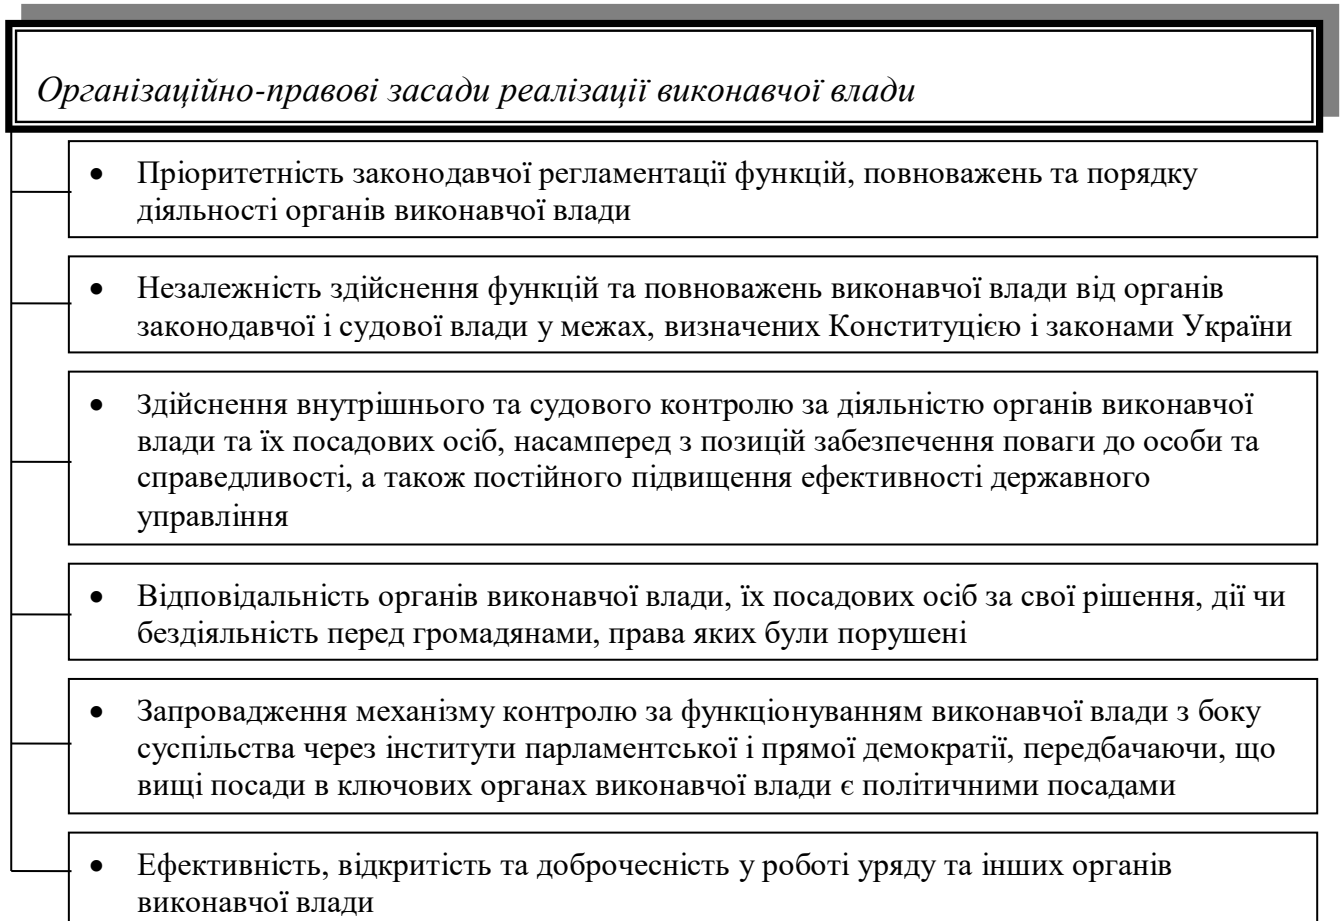 Організаційно-правові засади реалізації виконавчої влади
• Пріоритетність законодавчої регламентації функцій, повноважень та порядку
діяльності органів виконавчої влади
• Незалежність здійснення функцій та повноважень виконавчої влади від органів
законодавчої і судової влади у межах, визначених Конституцією і законами України
• Здійснення внутрішнього та судового контролю за діяльністю органів виконавчої
влади та їх посадових осіб, насамперед з позицій забезпечення поваги до особи та
справедливості, а також постійного підвищення ефективності державного
управління
• Відповідальність органів виконавчої влади, їх посадових осіб за свої рішення, дії чи
бездіяльність перед громадянами, права яких були порушені
• Запровадження механізму контролю за функціонуванням виконавчої влади з боку
суспільства через інститути парламентської і прямої демократії, передбачаючи, що
вищі посади в ключових органах виконавчої влади є політичними посадами
• Ефективність, відкритість та доброчесність у роботі уряду та інших органів
виконавчої влади